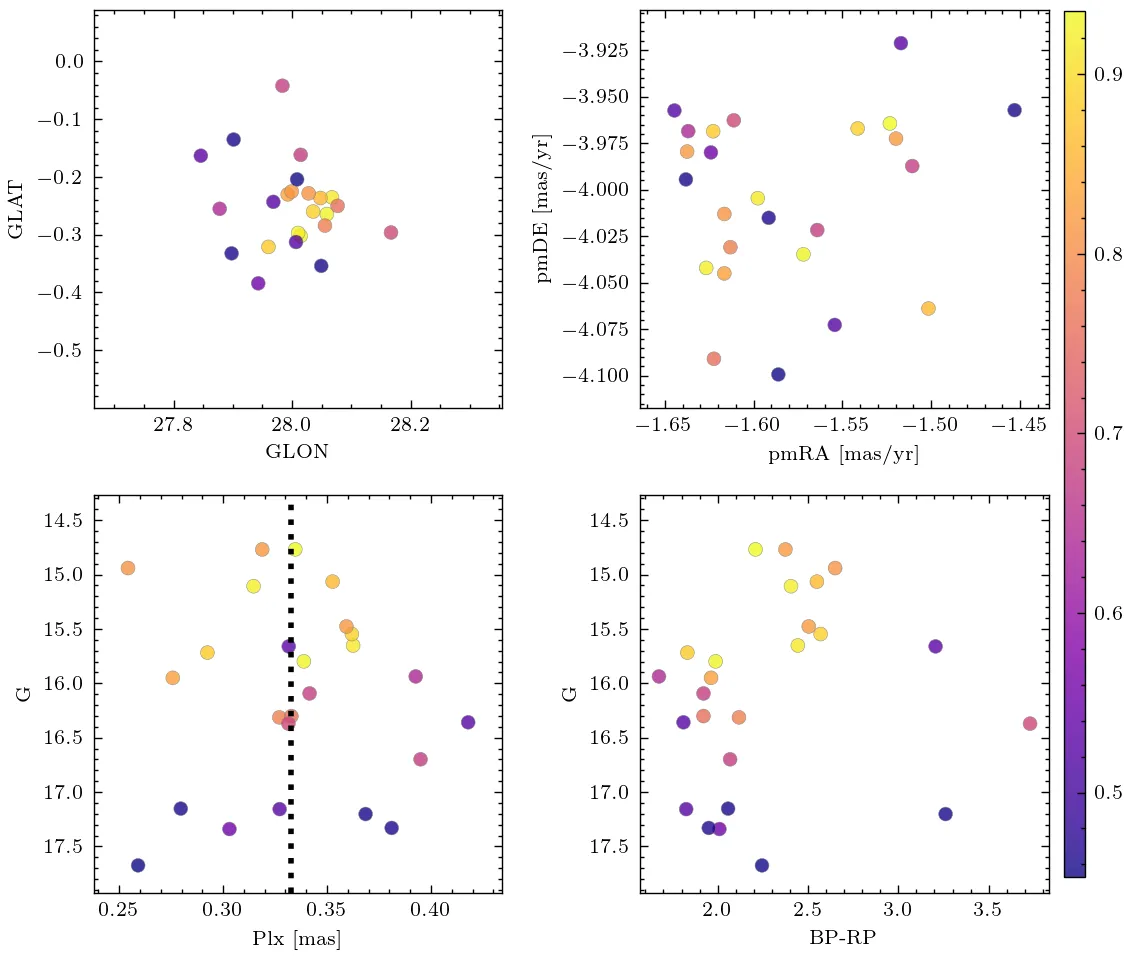 0.0
−0.1
−0.2
−0.3
−0.4
−0.5
GLAT
27.8 28.0 28.2
GLON
−3.925
−3.950
−3.975
−4.000
−4.025
−4.050
−4.075
−4.100
pmDE [mas/yr]
−1.65 −1.60 −1.55 −1.50 −1.45
pmRA [mas/yr]
0.9
0.8
0.7
0.6
0.5
14.5
15.0
15.5
16.0
16.5
17.0
17.5
G
0.25 0.30 0.35 0.40
Plx [mas]
14.5
15.0
15.5
16.0
16.5
17.0
17.5
G
2.0 2.5 3.0 3.5
BP-RP